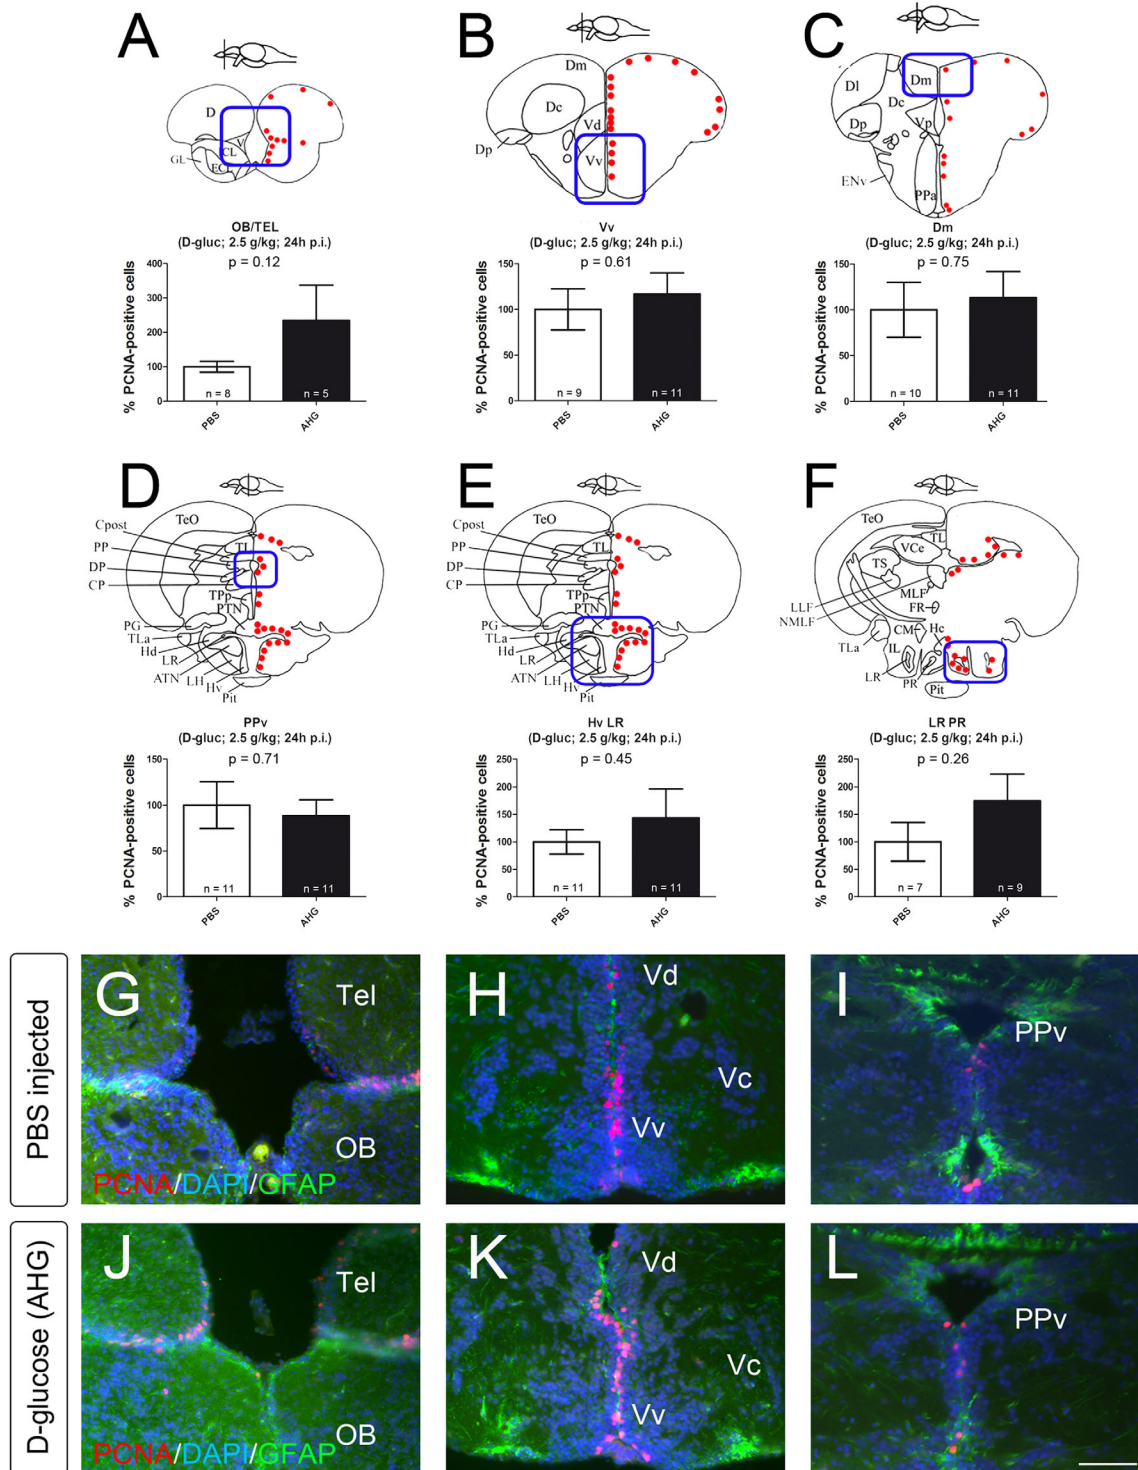 A
D
V
GL
CL
ECL
OB/TEL
(D-gluc; 2.5 g/kg; 24h p.i.)
p = 0.12
% PCNA-positive cells
400
300
200
100
0
n = 8
n = 5
PBS
AHG
B
Dm
Dc
Vd
Dp
Vv
Vv
(D-gluc; 2.5 g/kg; 24h p.i.)
p = 0.61
% PCNA-positive cells
150
100
50
0
n = 9
n = 11
PBS
AHG
C
Dl
Dm
Dc
Dp
Vp
ENv
PPa
Dm
(D-gluc; 2.5 g/kg; 24h p.i.)
p = 0.75
% PCNA-positive cells
150
100
50
0
n = 10
n = 11
PBS
AHG
D
TeO
Cpost
TL
PP
DP
CP
TPp
PTN
PG
TLa
Hd
LR
ATN
LH
Hv
Pit
PPv
(D-gluc; 2.5 g/kg; 24h p.i.)
p = 0.71
% PCNA-positive cells
150
100
50
0
n = 11
n = 11
PBS
AHG
E
TeO
Cpost
TL
PP
DP
CP
TPp
PTN
PG
TLa
Hd
LR
ATN
LH
Hv
Pit
Hv LR
(D-gluc; 2.5 g/kg; 24h p.i.)
p = 0.45
% PCNA-positive cells
250
200
150
100
50
0
n = 11
n = 11
PBS
AHG
F
TeO
TL
VCe
TS
MLF
LLF
FR
NMLF
CM
Hc
TLa
IL
LR
PR
Pit
LR PR
(D-gluc; 2.5 g/kg; 24h p.i.)
p = 0.26
% PCNA-positive cells
250
200
150
100
50
0
n = 7
n = 9
PBS
AHG
PBS injected
G
Tel
OB
PCNA/DAPI/GFAP
H
Vd
Vc
Vv
I
PPv
D-glucose (AHG)
J
Tel
OB
PCNA/DAPI/GFAP
K
Vd
Vc
Vv
L
PPv